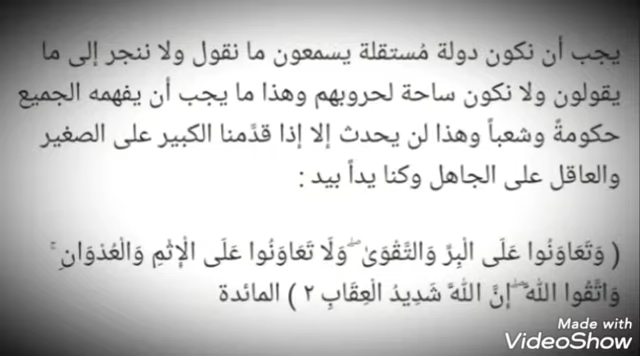 يجب أن نكون دولة مُستقلة يسمعون ما نقول ولا ننجر إلى ما
يقولون ولا نكون ساحة لحروبهم وهذا ما يجب أن يفهمه الجميع
حكومةً وشعباً وهذا لن يحدث إلا إذا قدَّمنا الكبير على الصغير
والعاقل على الجاهل وكنا يداً بيد :
( وَتَعَاوَنُوا عَلَى الْبِرِّ وَالتَّقْوَىٰ ۖ وَلَا تَعَاوَنُوا عَلَى الْإِثْمِ وَالْعُدْوَانِ ۚ
وَاتَّقُوا اللَّهَ ۖ إِنَّ اللَّهَ شَدِيدُ الْعِقَابِ ٢ ) المائدة
Made with
VideoShow